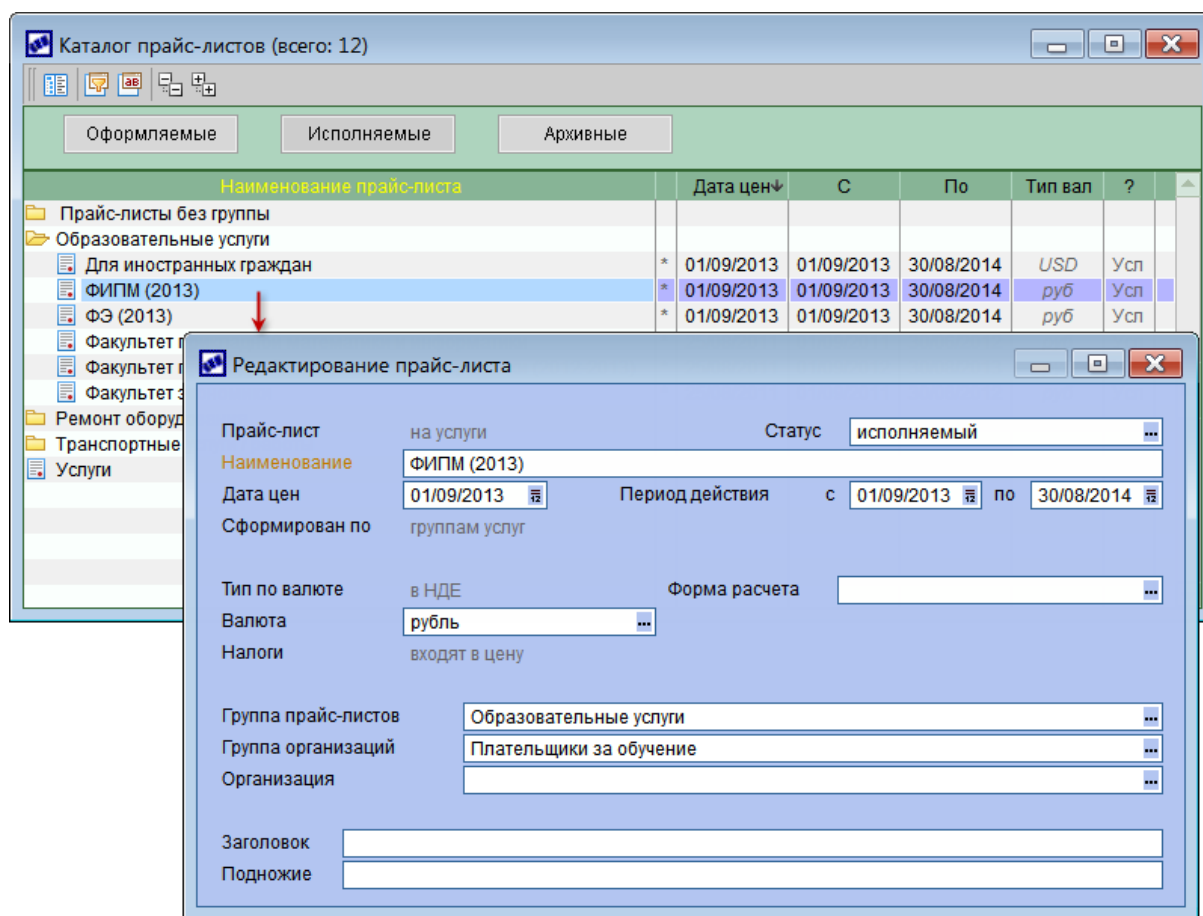 Каталог прайс-листов (всего: 12)
Оформляемые Исполняемые Архивные
Наименование прайс-листа Дата цен С По Тип вал ?
Прайс-листы без группы
Образовательные услуги
Для иностранных граждан * 01/09/2013 01/09/2013 30/08/2014 USD Усл
ФИПМ (2013) * 01/09/2013 01/09/2013 30/08/2014 руб Усл
ФЭ (2013) * 01/09/2013 01/09/2013 30/08/2014 руб Усл
Факультет
Факультет
Факультет
Ремонт оборуд
Транспортные
Услуги
Редактирование прайс-листа
Прайс-лист на услуги Статус исполняемый
Наименование ФИПМ (2013)
Дата цен 01/09/2013 Период действия с 01/09/2013 по 30/08/2014
Сформирован по группам услуг
Тип по валюте в НДЕ Форма расчета
Валюта рубль
Налоги входят в цену
Группа прайс-листов Образовательные услуги
Группа организаций Плательщики за обучение
Организация
Заголовок
Подножие